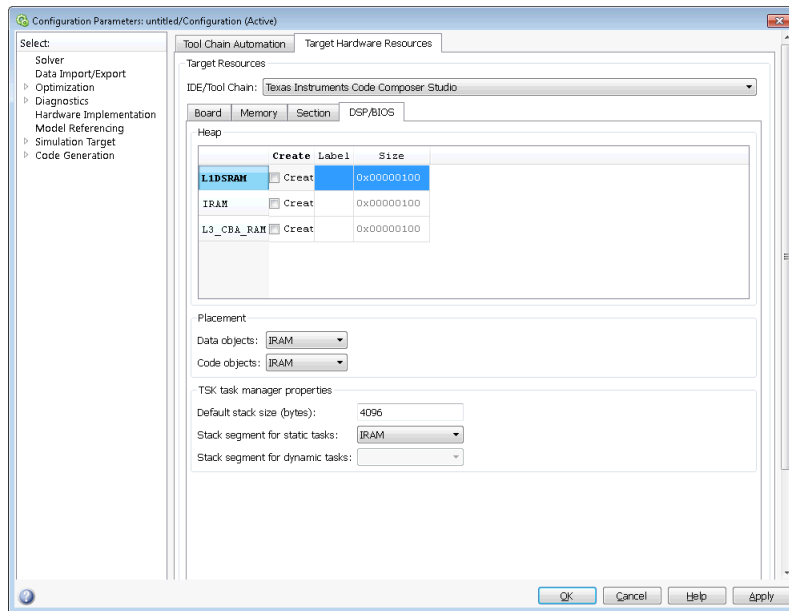 Configuration Parameters: untitled/Configuration (Active)
Select:
Solver
Data Import/Export
Optimization
Diagnostics
Hardware Implementation
Model Referencing
Simulation Target
Code Generation
Tool Chain Automation
Target Hardware Resources
Target Resources
IDE/Tool Chain: Texas Instruments Code Composer Studio
Board Memory Section DSP/BIOS
Heap
Create Label Size
L1DSRAM Creat 0x00000100
IRAM Creat 0x00000100
L3_CBA_RAM Creat 0x00000100
Placement
Data objects: IRAM
Code objects: IRAM
TSK task manager properties
Default stack size (bytes): 4096
Stack segment for static tasks: IRAM
Stack segment for dynamic tasks:
OK Cancel Help Apply